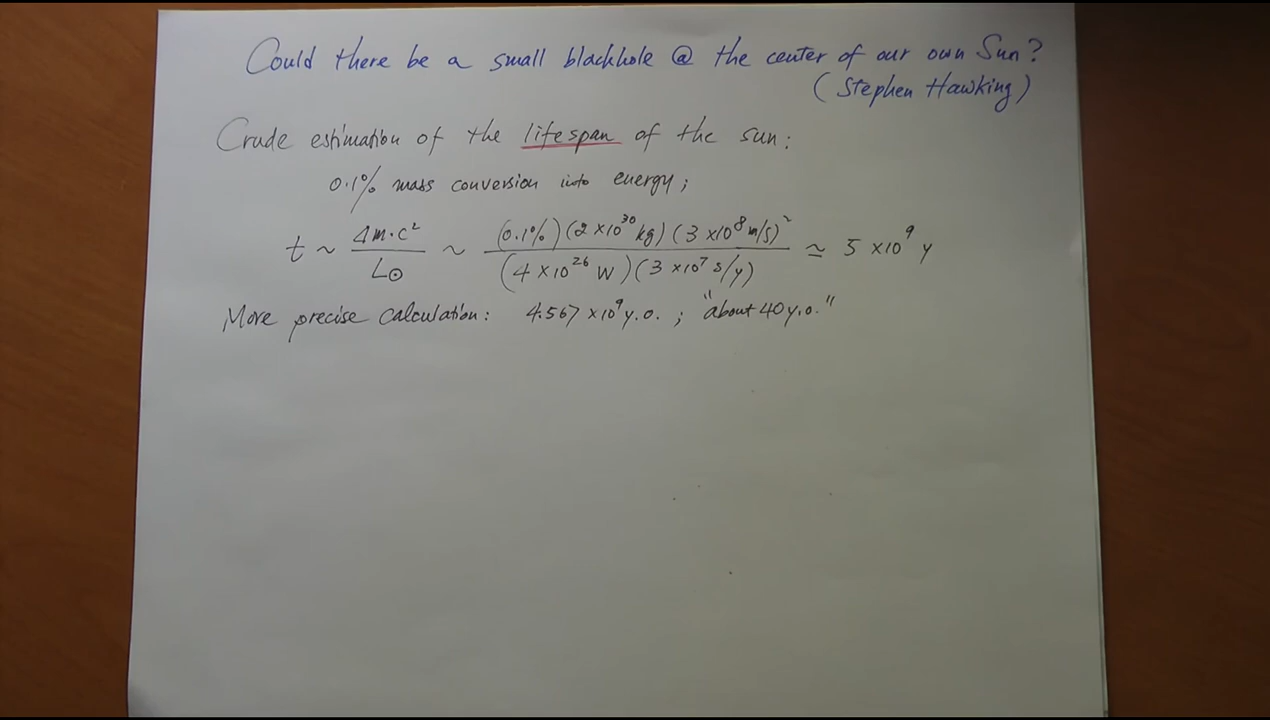 Could there be a small blackhole @ the center of our own Sun?
(Stephen Hawking)
Crude estimation of the lifespan of the sun:
0.1% mass conversion into energy;
t ~ Δm·c² / L⊙ ~ (0.1%)(2×10³⁰ kg)(3×10⁸ m/s)² / (4×10²⁶ W)(3×10⁷ s/y) ≃ 5×10⁹ y
More precise calculation: 4.567×10⁹ y.o. ; "about 40 y.o."